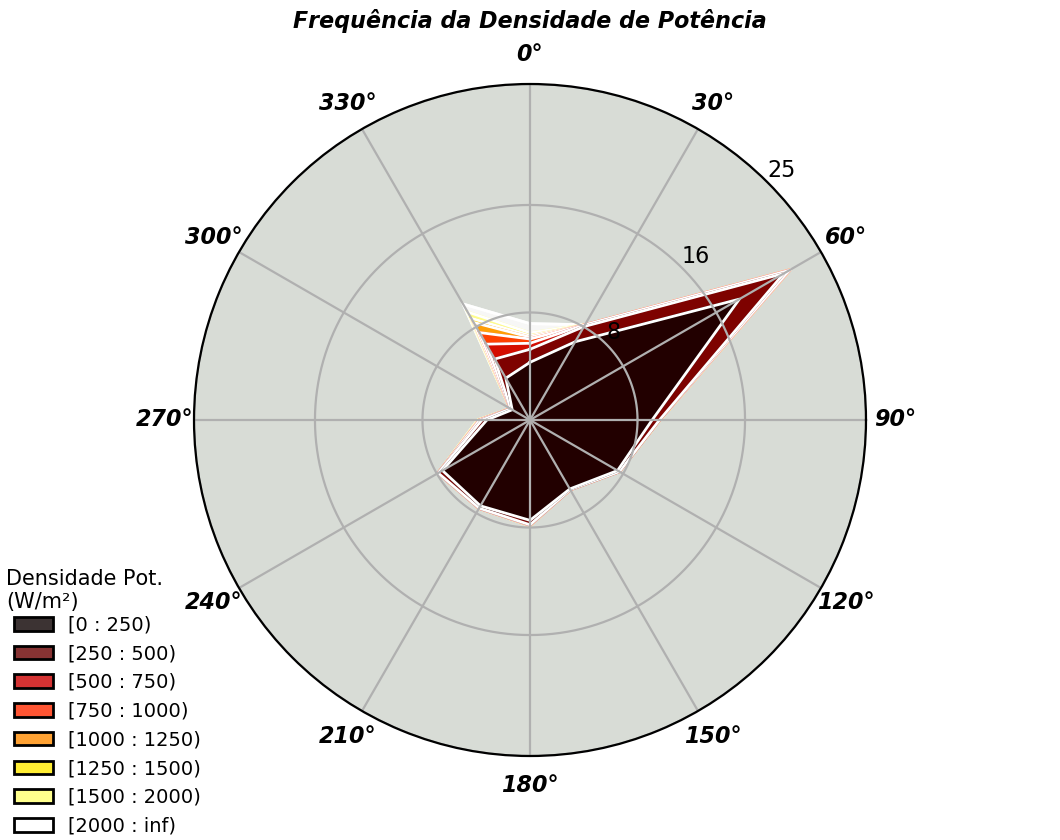 Frequência da Densidade de Potência
0°
330°
30°
25
300°
60°
16
8
270°
90°
240°
120°
210°
150°
180°
Densidade Pot.
(W/m²)
[0 : 250)
[250 : 500)
[500 : 750)
[750 : 1000)
[1000 : 1250)
[1250 : 1500)
[1500 : 2000)
[2000 : inf)